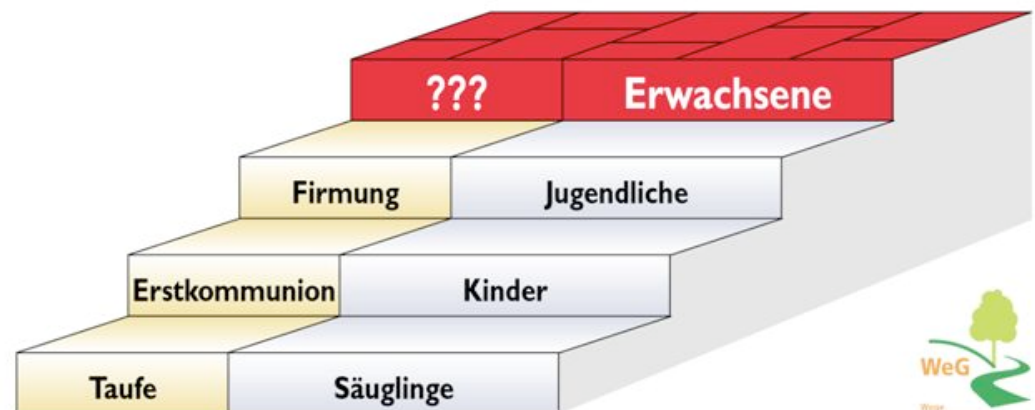 ??? Erwachsene
Firmung Jugendliche
Erstkommunion Kinder
Taufe Säuglinge
WeG